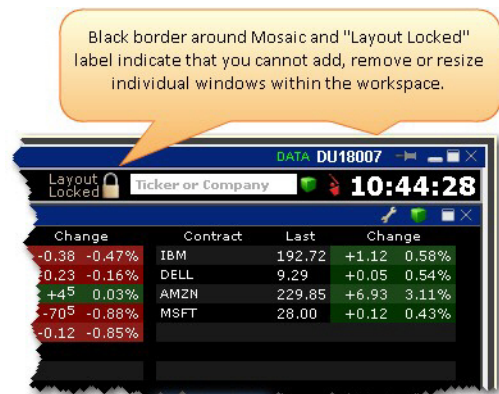 Black border around Mosaic and "Layout Locked"
label indicate that you cannot add, remove or resize
individual windows within the workspace.
DATA DU18007
Layout
Locked
Ticker or Company
10:44:28
Change Contract Last Change
-0.38 -0.47% IBM 192.72 +1.12 0.58%
-0.23 -0.16% DELL 9.29 +0.05 0.54%
+4⁵ 0.03% AMZN 229.85 +6.93 3.11%
-70⁵ -0.88% MSFT 28.00 +0.12 0.43%
-0.12 -0.85%